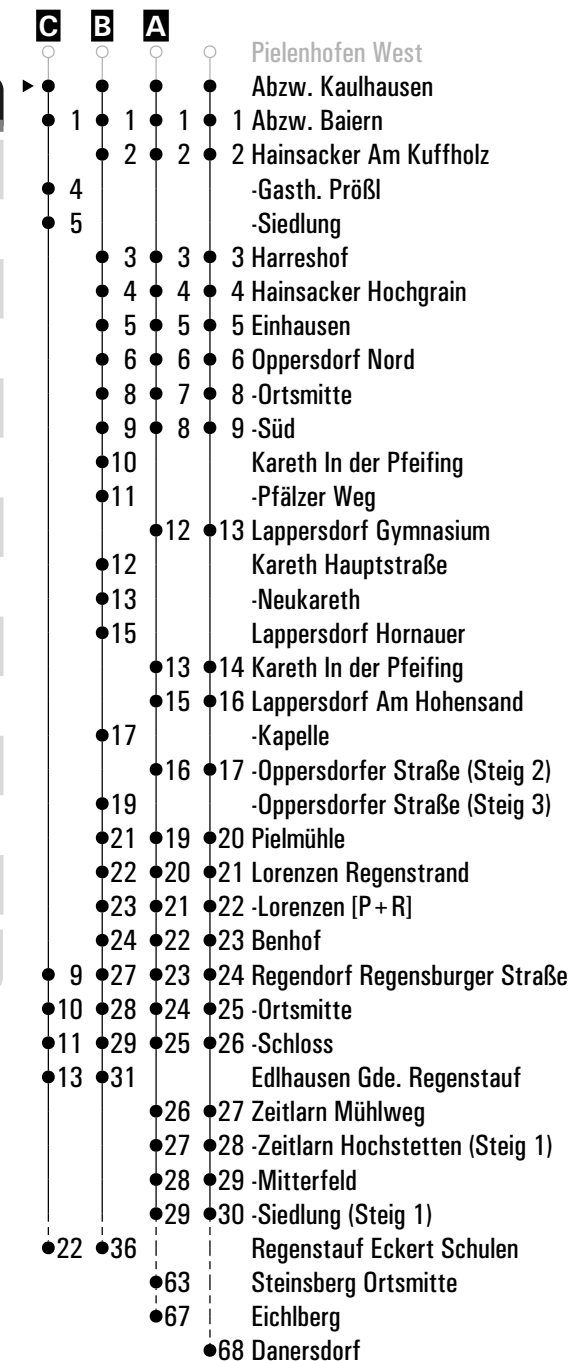 C B A
Pielenhofen West
Abzw. Kaulhausen
1 1 1 1 Abzw. Baiern
2 2 2 Hainsacker Am Kuffholz
4 -Gasth. Prößl
5 -Siedlung
3 3 3 Harreshof
4 4 4 Hainsacker Hochgrain
5 5 5 Einhausen
6 6 6 Oppersdorf Nord
8 7 8 -Ortsmitte
9 8 9 -Süd
10 Kareth In der Pfeifing
11 -Pfälzer Weg
12 13 Lappersdorf Gymnasium
12 Kareth Hauptstraße
13 -Neukareth
15 Lappersdorf Hornauer
13 14 Kareth In der Pfeifing
15 16 Lappersdorf Am Hohensand
17 -Kapelle
16 17 -Oppersdorfer Straße (Steig 2)
19 -Oppersdorfer Straße (Steig 3)
21 19 20 Pielmühle
22 20 21 Lorenzen Regenstrand
23 21 22 -Lorenzen [P+R]
24 22 23 Benhof
9 27 23 24 Regendorf Regensburger Straße
10 28 24 25 -Ortsmitte
11 29 25 26 -Schloss
13 31 Edlhausen Gde. Regenstauf
26 27 Zeitlarn Mühlweg
27 28 -Zeitlarn Hochstetten (Steig 1)
28 29 -Mitterfeld
29 30 -Siedlung (Steig 1)
22 36 Regenstauf Eckert Schulen
63 Steinsberg Ortsmitte
67 Eichlberg
68 Danersdorf